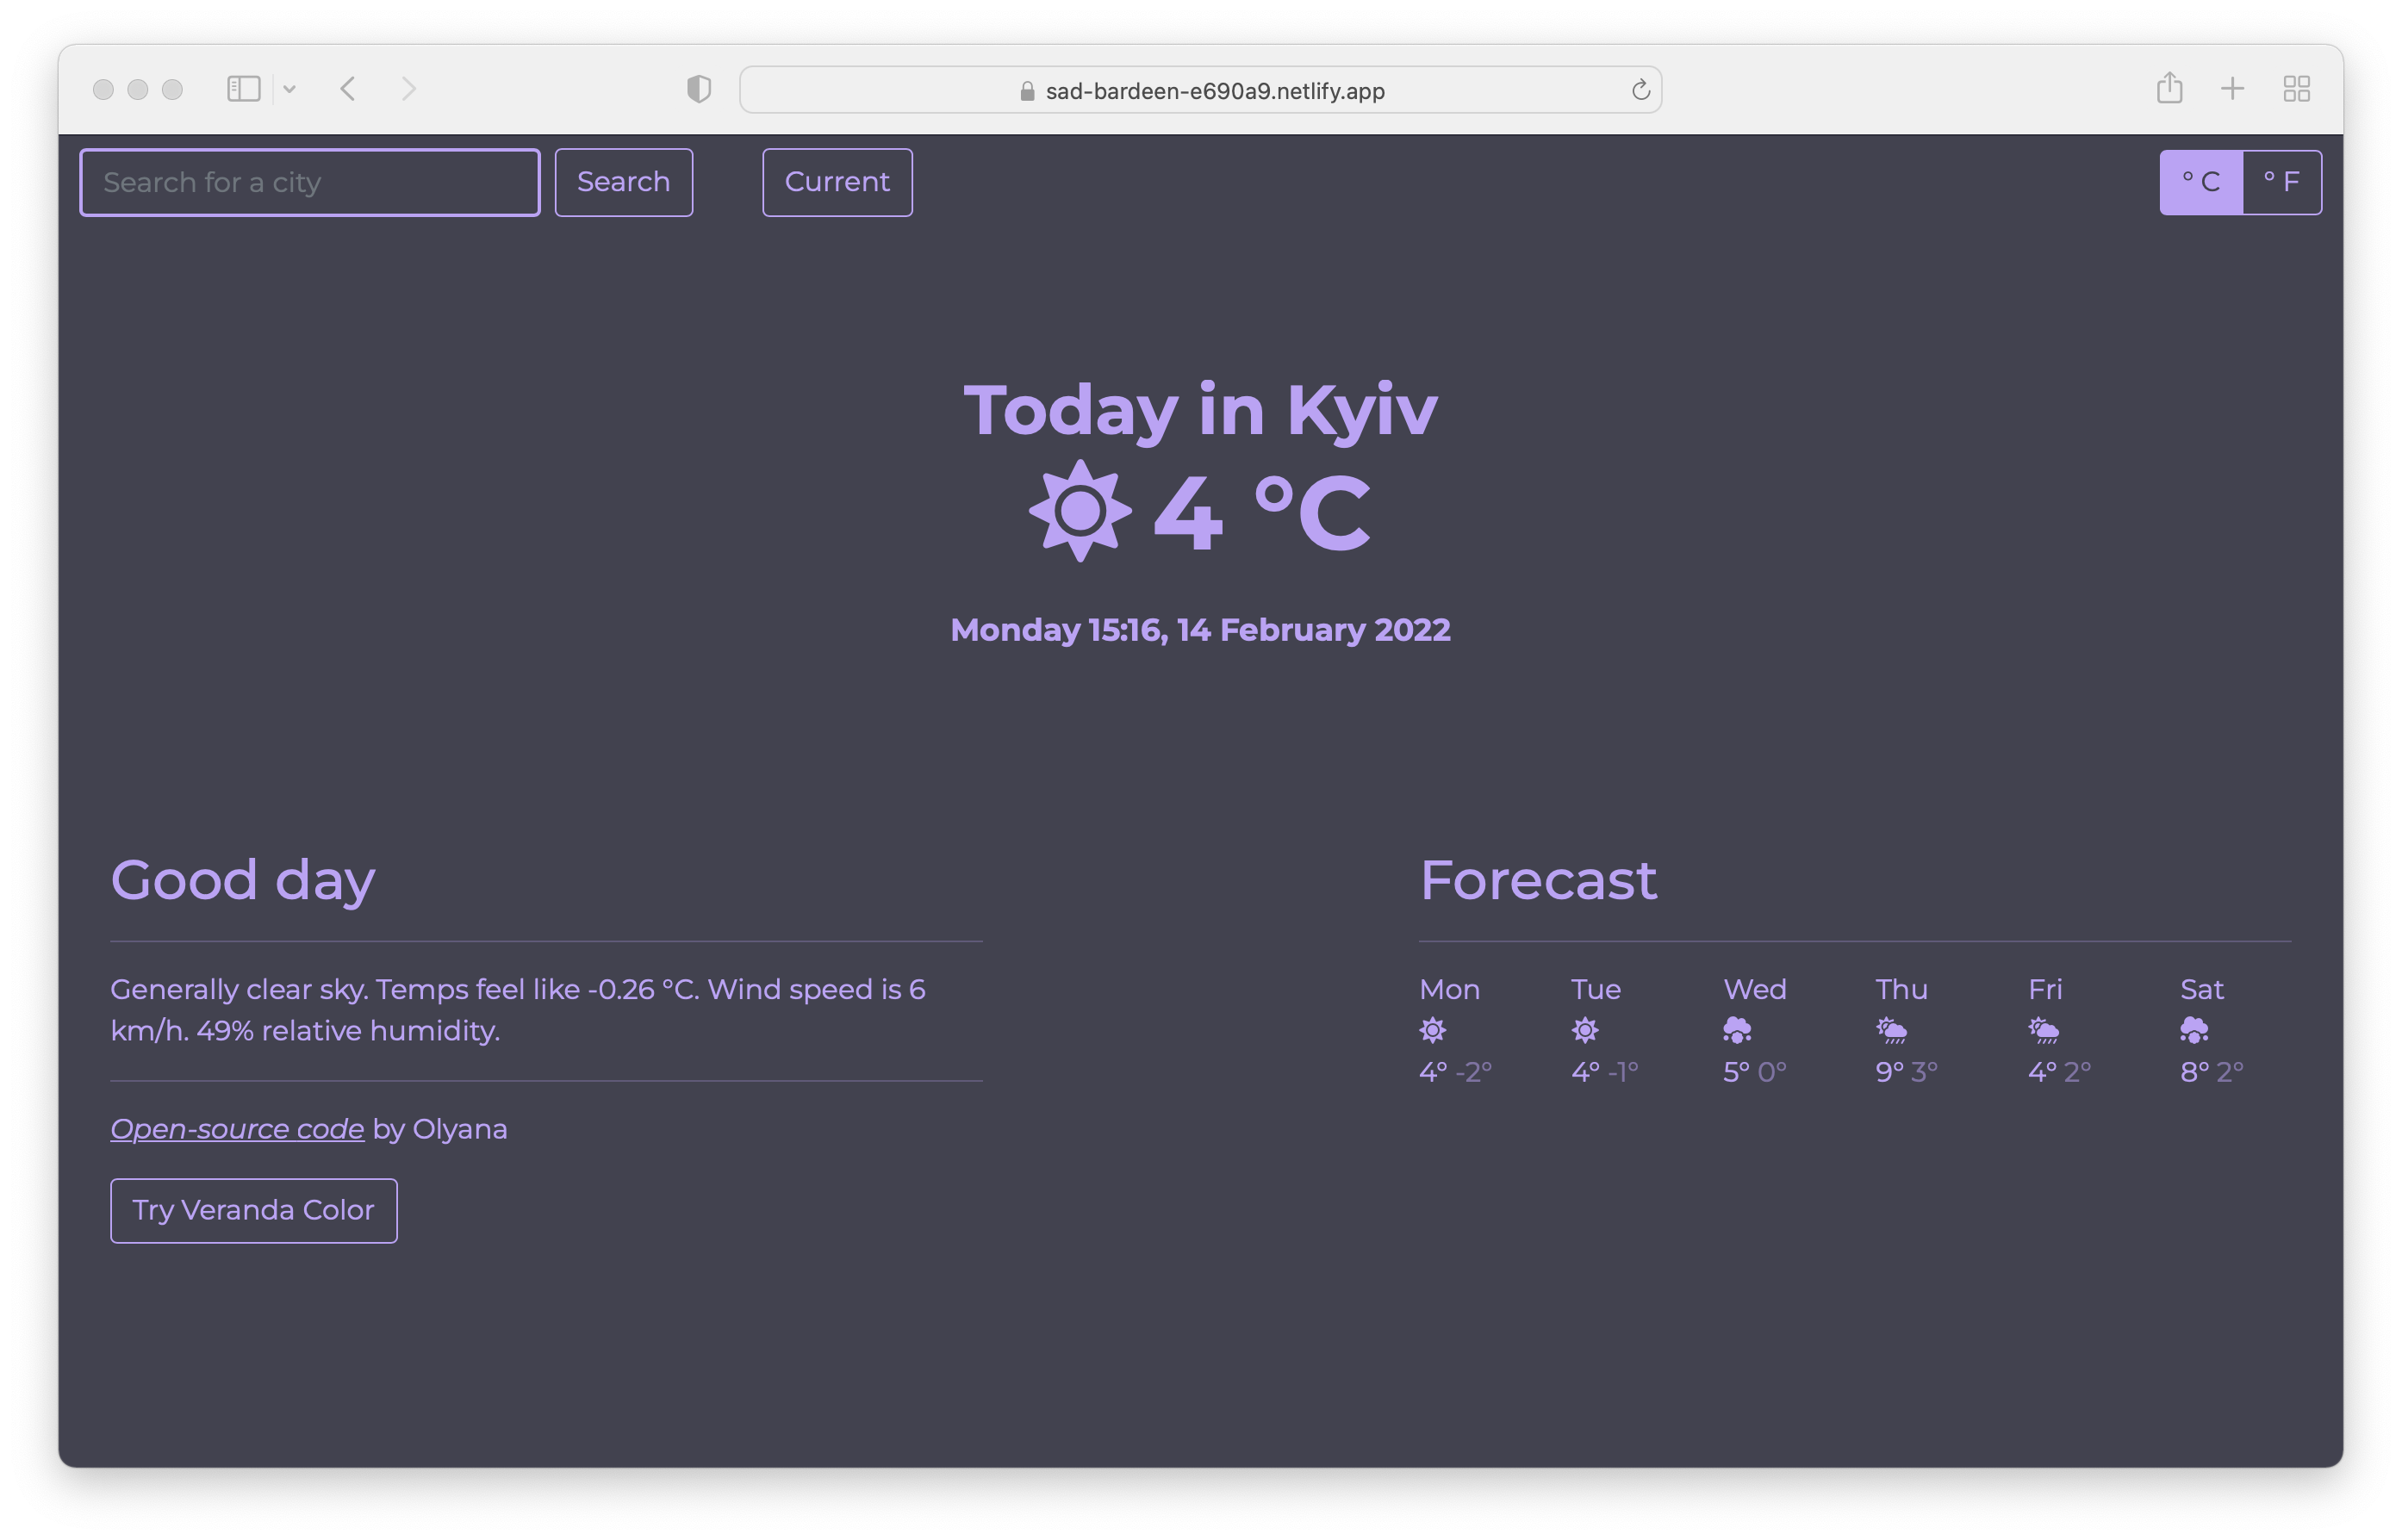 sad-bardeen-e690a9.netlify.app
Search for a city
Search
Current
° C
° F
Today in Kyiv
4 °C
Monday 15:16, 14 February 2022
Good day
Generally clear sky. Temps feel like -0.26 °C. Wind speed is 6
km/h. 49% relative humidity.
Open-source code by Olyana
Try Veranda Color
Forecast
Mon Tue Wed Thu Fri Sat
4° -2° 4° -1° 5° 0° 9° 3° 4° 2° 8° 2°